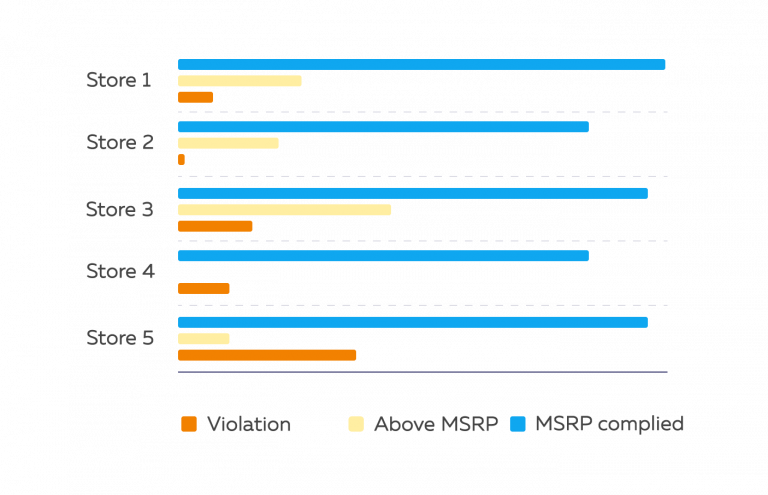 Store 1
Store 2
Store 3
Store 4
Store 5
Violation Above MSRP MSRP complied